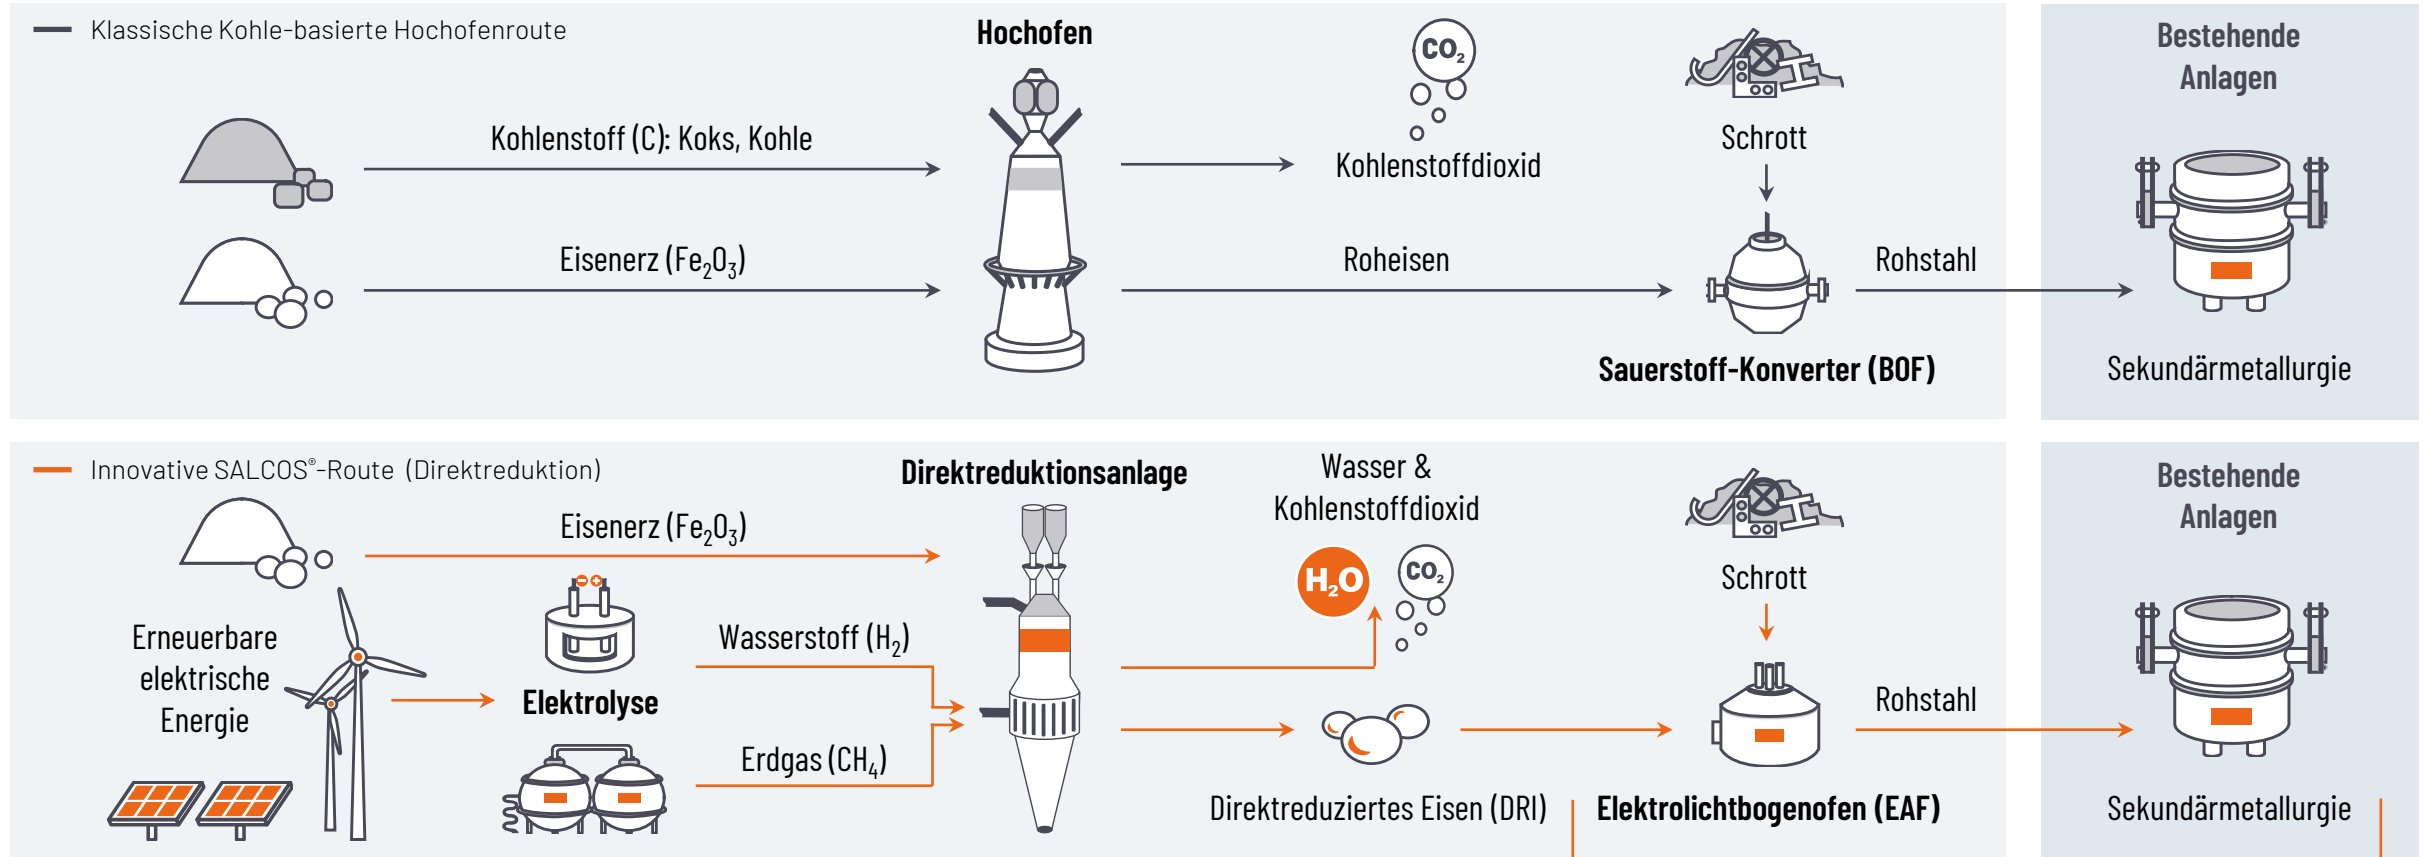 Klassische Kohle-basierte Hochofenroute
Hochofen
CO₂
Bestehende
Anlagen
Kohlenstoff (C): Koks, Kohle
Schrott
Kohlenstoffdioxid
Eisenerz (Fe₂O₃)
Roheisen
Rohstahl
Sauerstoff-Konverter (BOF)
Sekundärmetallurgie
Innovative SALCOS®-Route (Direktreduktion)
Direktreduktionsanlage
Wasser &
Kohlenstoffdioxid
Bestehende
Anlagen
Eisenerz (Fe₂O₃)
H₂O
CO₂
Schrott
Erneuerbare
elektrische
Energie
Wasserstoff (H₂)
Elektrolyse
Rohstahl
Erdgas (CH₄)
Direktreduziertes Eisen (DRI)
Elektrolichtbogenofen (EAF)
Sekundärmetallurgie